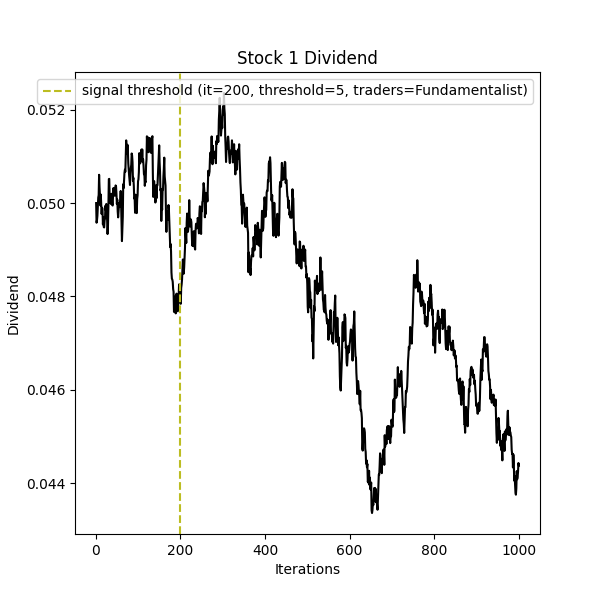 Stock 1 Dividend
signal threshold (it=200, threshold=5, traders=Fundamentalist)
0.052
0.050
0.048
0.046
0.044
Dividend
0 200 400 600 800 1000
Iterations